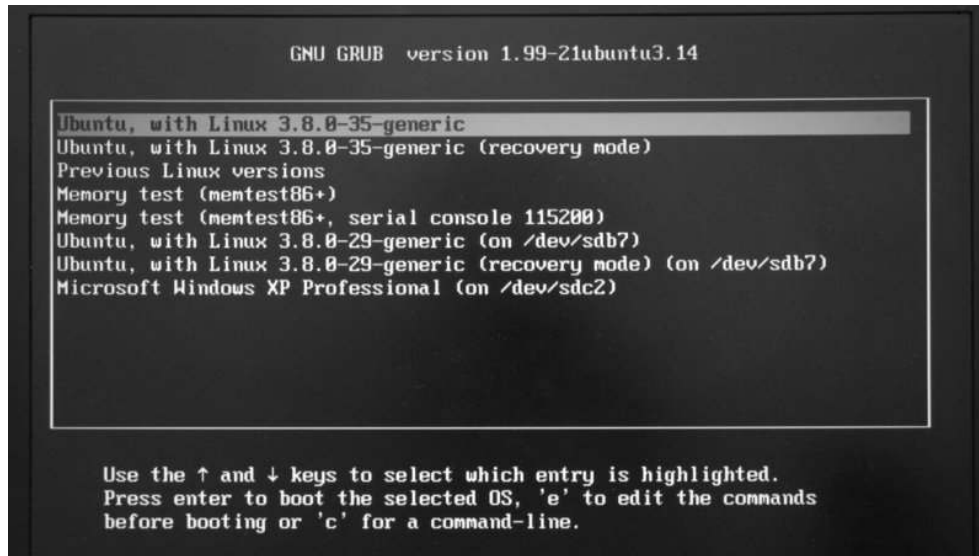 GNU GRUB version 1.99-21ubuntu3.14
Ubuntu, with Linux 3.8.0-35-generic
Ubuntu, with Linux 3.8.0-35-generic (recovery mode)
Previous Linux versions
Memory test (memtest86+)
Memory test (memtest86+, serial console 115200)
Ubuntu, with Linux 3.8.0-29-generic (on /dev/sdb7)
Ubuntu, with Linux 3.8.0-29-generic (recovery mode) (on /dev/sdb7)
Microsoft Windows XP Professional (on /dev/sdc2)
Use the ↑ and ↓ keys to select which entry is highlighted.
Press enter to boot the selected OS, 'e' to edit the commands
before booting or 'c' for a command-line.